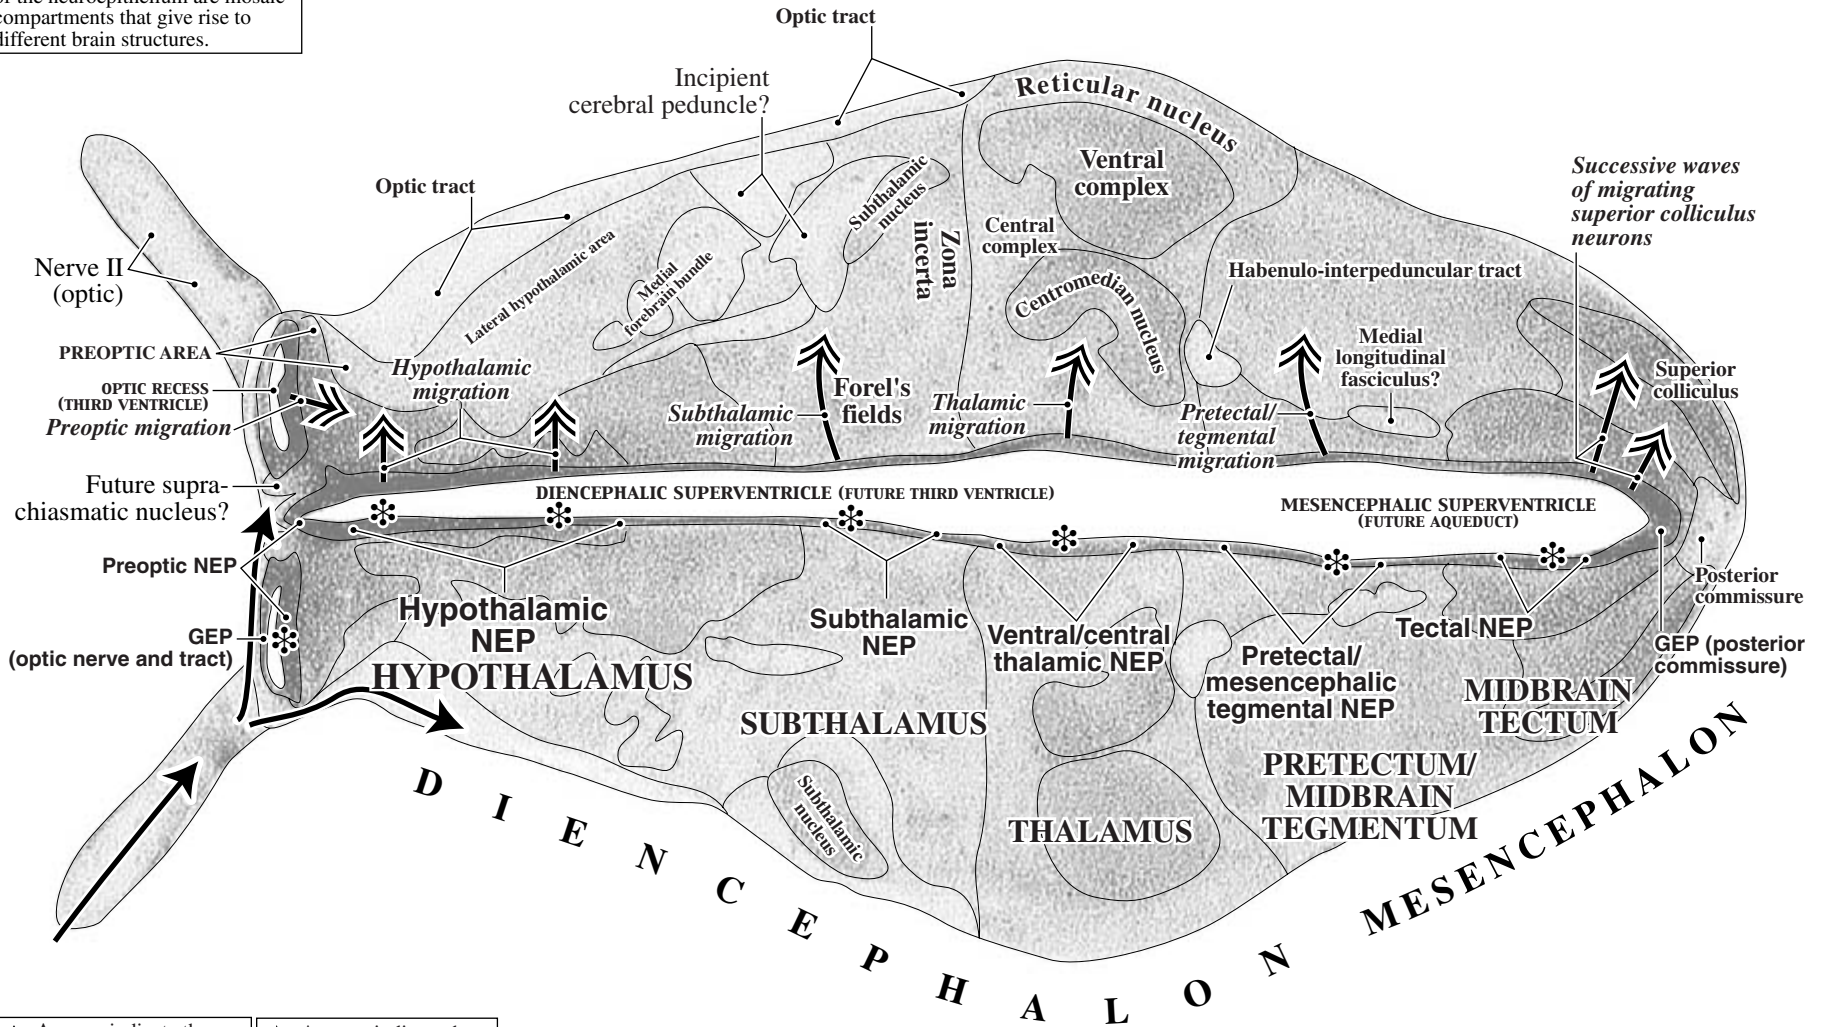 of the neuroepithelium are mosaic
compartments that give rise to
different brain structures.
Optic tract
Incipient
cerebral peduncle?
Reticular nucleus
Ventral
complex
Successive waves
of migrating
superior colliculus
neurons
Optic tract
Subthalamic
nucleus
Zona
incerta
Central
complex
Nerve II
(optic)
Lateral hypothalamic area
Medial
forebrain bundle
Habenulo-interpeduncular tract
Centromedian nucleus
PREOPTIC AREA
Hypothalamic
migration
Medial
longitudinal
fasciculus?
Superior
colliculus
OPTIC RECESS
(THIRD VENTRICLE)
Preoptic migration
Subthalamic
migration
Forel's
fields
Thalamic
migration
Pretectal/
tegmental
migration
Future supra-
chiasmatic nucleus?
DIENCEPHALIC SUPERVENTRICLE (FUTURE THIRD VENTRICLE)
MESENCEPHALIC SUPERVENTRICLE
(FUTURE AQUEDUCT)
Preoptic NEP
Posterior
commissure
Hypothalamic
NEP
Subthalamic
NEP
Ventral/central
thalamic NEP
Pretectal/
mesencephalic
tegmental NEP
Tectal NEP
GEP
(optic nerve and tract)
GEP (posterior
commissure)
HYPOTHALAMUS
SUBTHALAMUS
MIDBRAIN
TECTUM
PRETECTUM/
MIDBRAIN
TEGMENTUM
Subthalamic
nucleus
THALAMUS
DIENCEPHALON
MESENCEPHALON